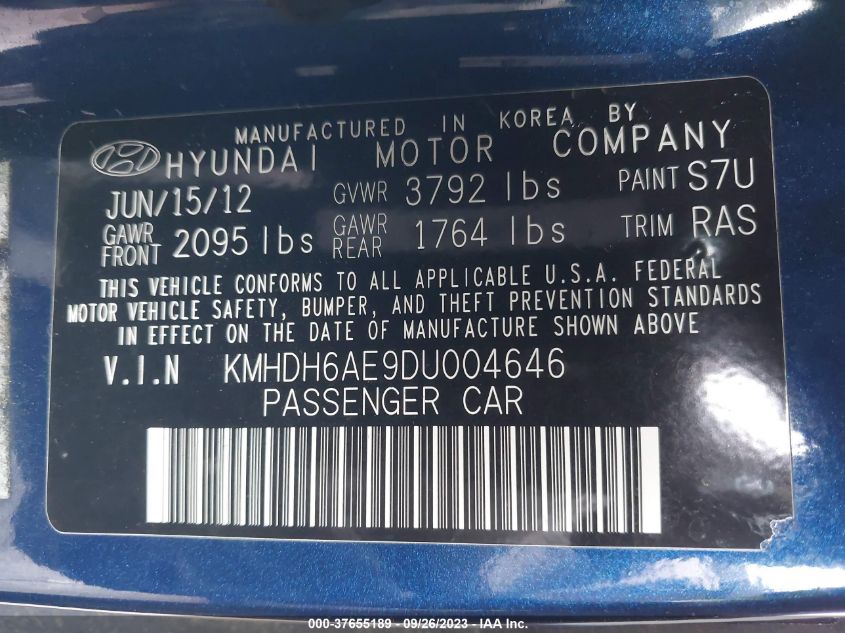 MANUFACTURED IN KOREA BY
HYUNDAI MOTOR COMPANY
JUN/15/12 GVWR 3792 lbs PAINT S7U
GAWR FRONT 2095 lbs GAWR REAR 1764 lbs TRIM RAS
THIS VEHICLE CONFORMS TO ALL APPLICABLE U.S.A. FEDERAL
MOTOR VEHICLE SAFETY, BUMPER, AND THEFT PREVENTION STANDARDS
IN EFFECT ON THE DATE OF MANUFACTURE SHOWN ABOVE
V.I.N KMHDH6AE9DU004646
PASSENGER CAR
000-37655189 - 09/26/2023 - IAA Inc.